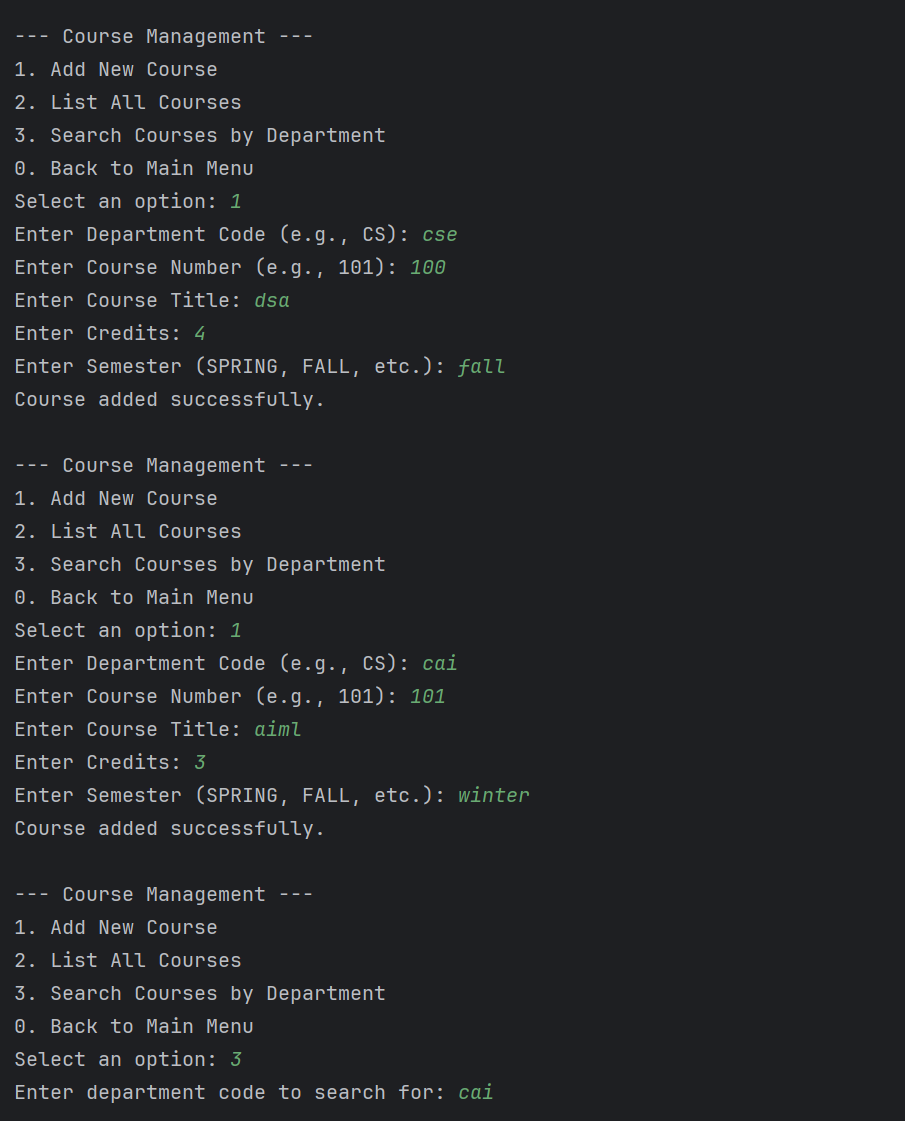 --- Course Management ---
1. Add New Course
2. List All Courses
3. Search Courses by Department
0. Back to Main Menu
Select an option: 1
Enter Department Code (e.g., CS): cse
Enter Course Number (e.g., 101): 100
Enter Course Title: dsa
Enter Credits: 4
Enter Semester (SPRING, FALL, etc.): fall
Course added successfully.

--- Course Management ---
1. Add New Course
2. List All Courses
3. Search Courses by Department
0. Back to Main Menu
Select an option: 1
Enter Department Code (e.g., CS): cai
Enter Course Number (e.g., 101): 101
Enter Course Title: aiml
Enter Credits: 3
Enter Semester (SPRING, FALL, etc.): winter
Course added successfully.

--- Course Management ---
1. Add New Course
2. List All Courses
3. Search Courses by Department
0. Back to Main Menu
Select an option: 3
Enter department code to search for: cai